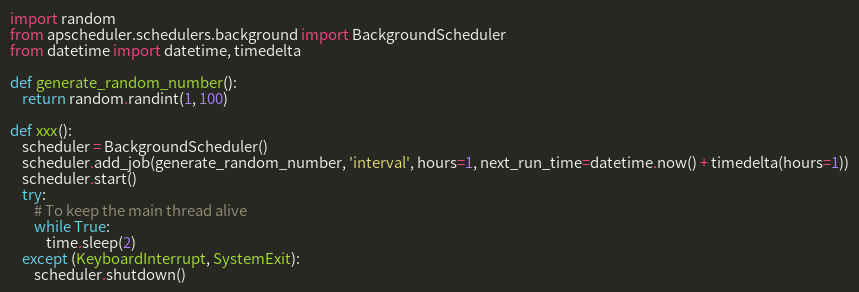 import random
from apscheduler.schedulers.background import BackgroundScheduler
from datetime import datetime, timedelta

def generate_random_number():
    return random.randint(1, 100)

def xxx():
    scheduler = BackgroundScheduler()
    scheduler.add_job(generate_random_number, 'interval', hours=1, next_run_time=datetime.now() + timedelta(hours=1))
    scheduler.start()
    try:
        # To keep the main thread alive
        while True:
            time.sleep(2)
    except (KeyboardInterrupt, SystemExit):
        scheduler.shutdown()